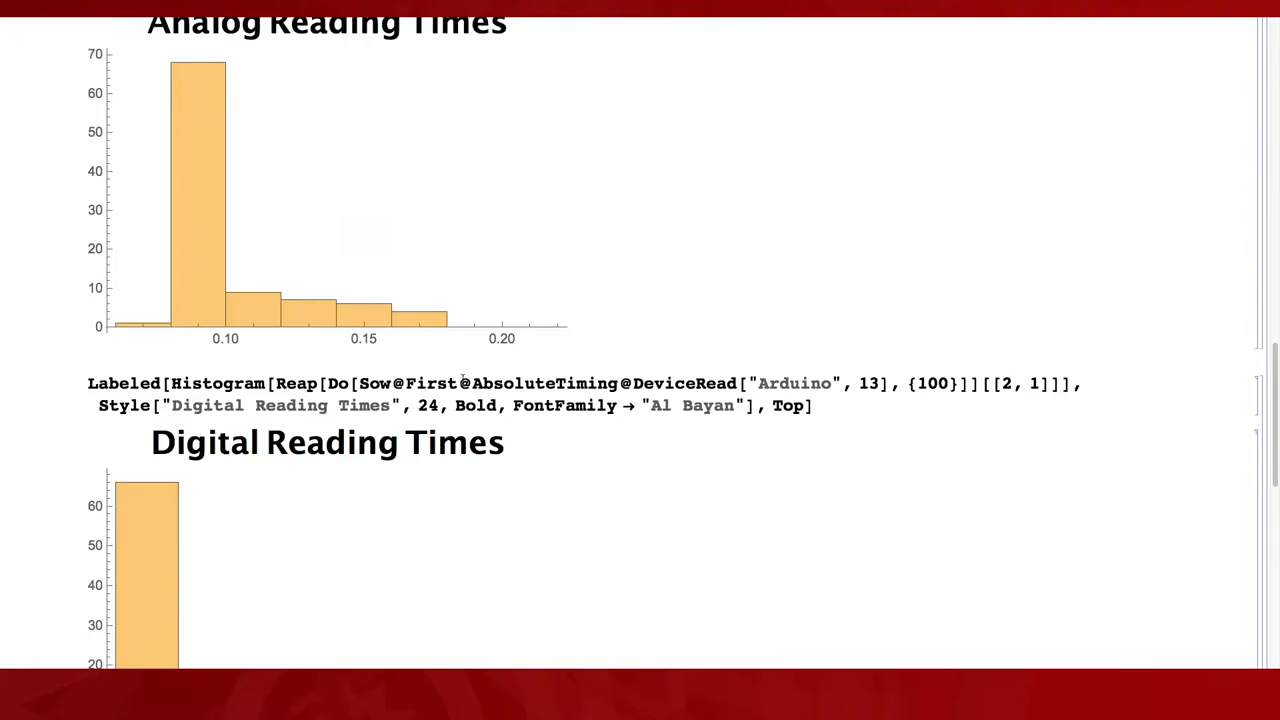 Analog Reading Times
70
60
50
40
30
20
10
0
0.10 0.15 0.20
Labeled[Histogram[Reap[Do[Sow@First@AbsoluteTiming@DeviceRead["Arduino", 13], {100}]][[2, 1]]],
Style["Digital Reading Times", 24, Bold, FontFamily → "Al Bayan"], Top]
Digital Reading Times
60
50
40
30
20